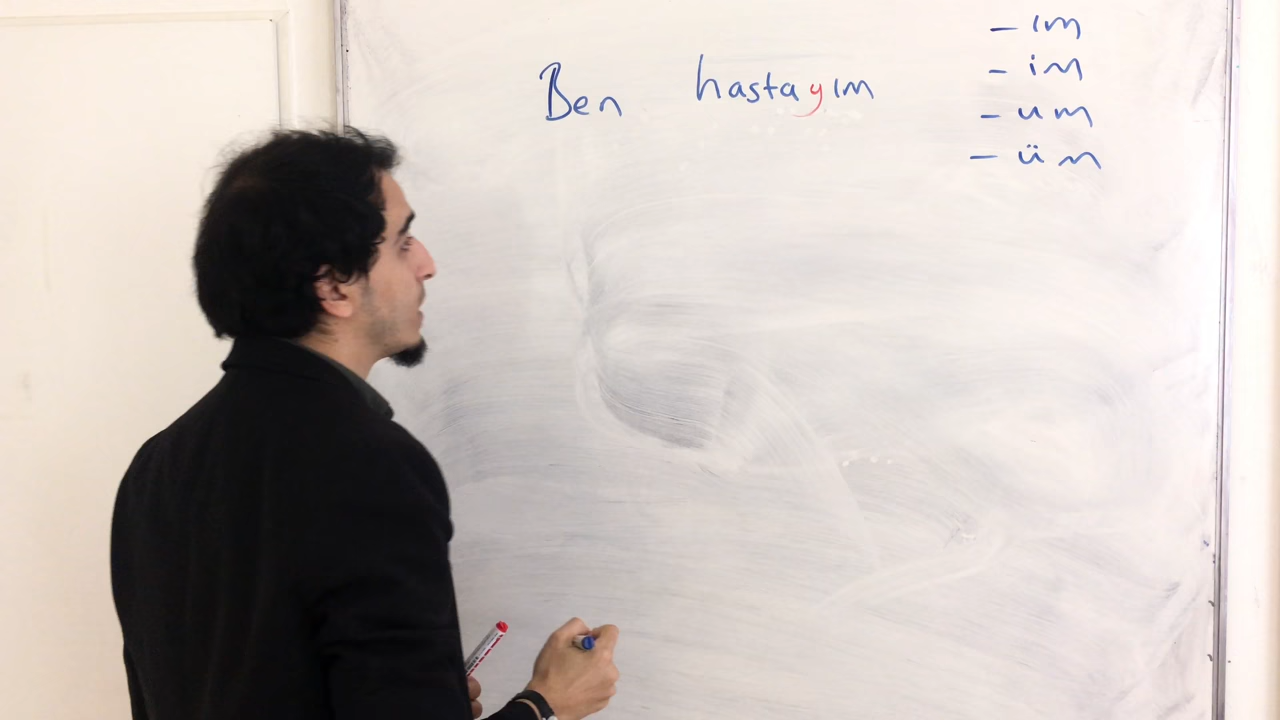 Ben hastayım
- ım
- im
- um
- üm